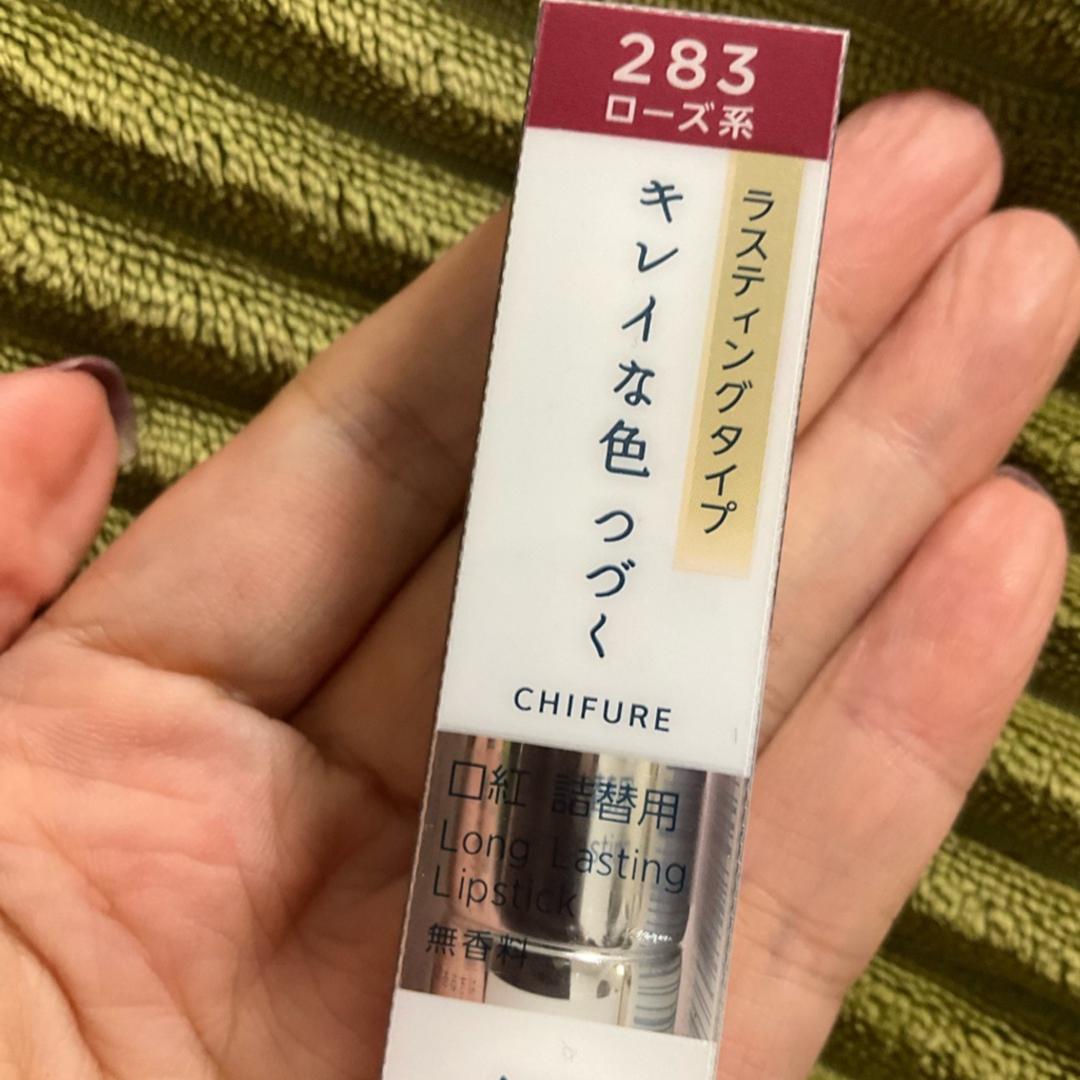 283
ローズ系
ラスティングタイプ
キレイな色 つづく
CHIFURE
口紅 詰替用
Long Lasting
Lipstick
無香料